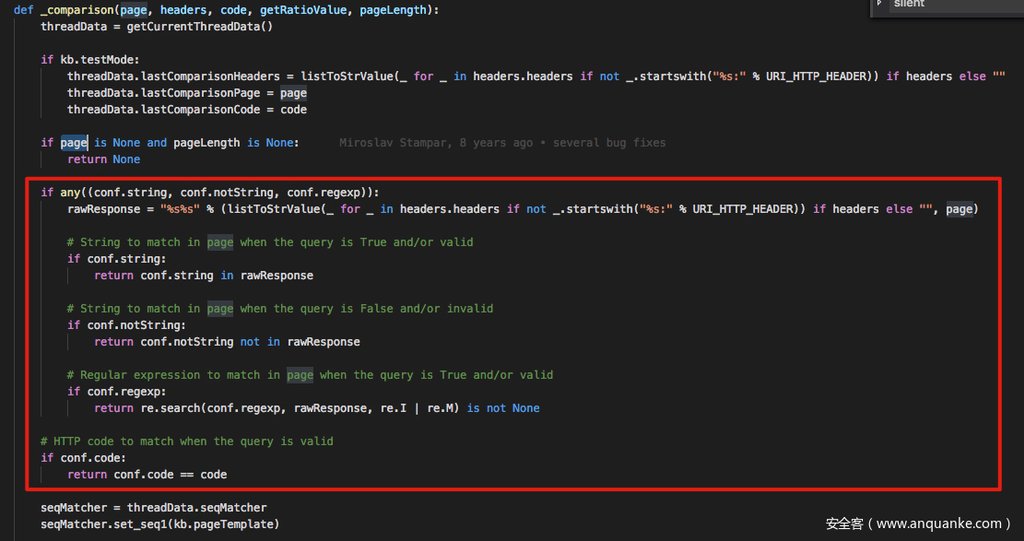 silent
def _comparison(page, headers, code, getRatioValue, pageLength):
    threadData = getCurrentThreadData()
    if kb.testMode:
        threadData.lastComparisonHeaders = listToStrValue(_ for _ in headers.headers if not _.startswith("%s:" % URI_HTTP_HEADER)) if headers else ""
        threadData.lastComparisonPage = page
        threadData.lastComparisonCode = code
    if page is None and pageLength is None: Miroslav Stampar, 8 years ago • several bug fixes
        return None
    if any((conf.string, conf.notString, conf.regexp)):
        rawResponse = "%s%s" % (listToStrValue(_ for _ in headers.headers if not _.startswith("%s:" % URI_HTTP_HEADER)) if headers else "", page)
        # String to match in page when the query is True and/or valid
        if conf.string:
            return conf.string in rawResponse
        # String to match in page when the query is False and/or invalid
        if conf.notString:
            return conf.notString not in rawResponse
        # Regular expression to match in page when the query is True and/or valid
        if conf.regexp:
            return re.search(conf.regexp, rawResponse, re.I | re.M) is not None
    # HTTP code to match when the query is valid
    if conf.code:
        return conf.code == code
    seqMatcher = threadData.seqMatcher
    seqMatcher.set_seq1(kb.pageTemplate)
安全客（www.anquanke.com）